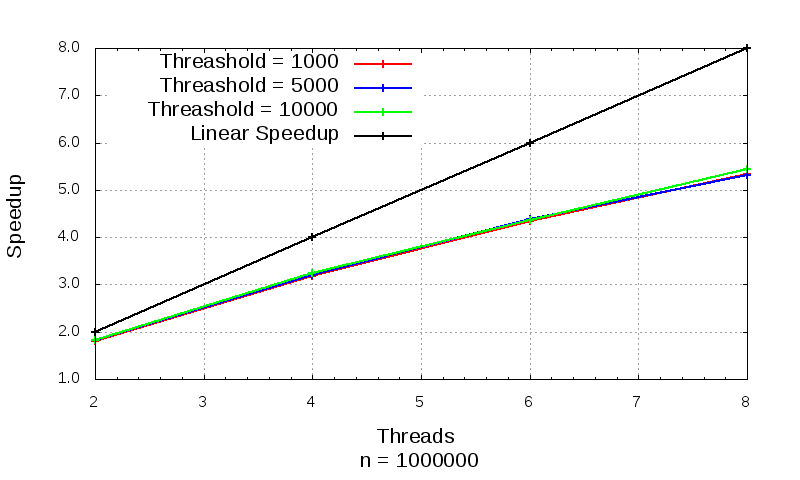 8.0
7.0
6.0
5.0
4.0
3.0
2.0
1.0
Speedup
Threashold = 1000
Threashold = 5000
Threashold = 10000
Linear Speedup
2 3 4 5 6 7 8
Threads
n = 1000000